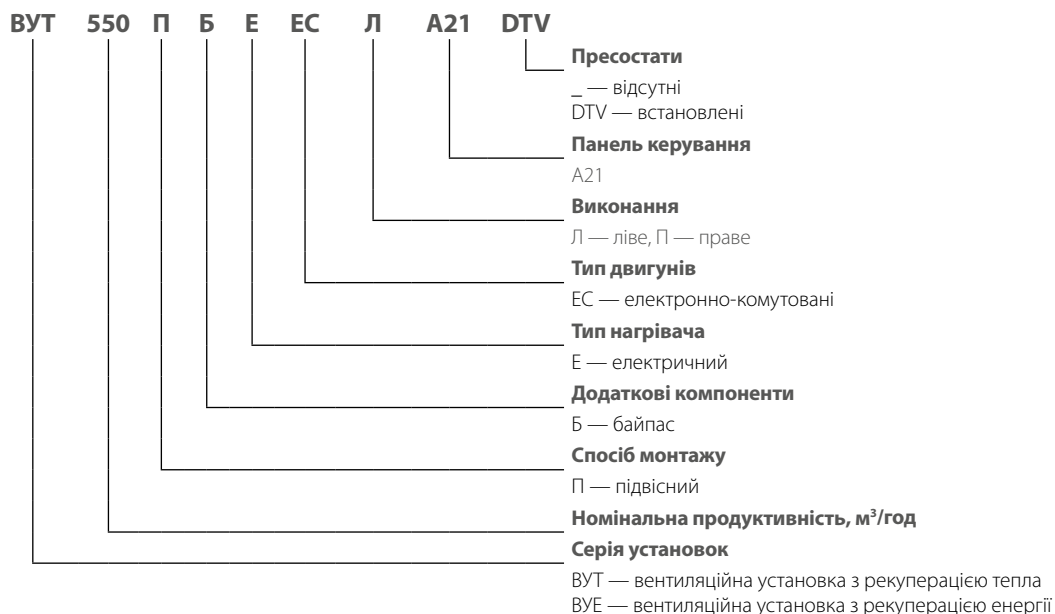 ВУТ 550 П Б Е ЕС Л А21 DTV
Пресостати
_ — відсутні
DTV — встановлені
Панель керування
А21
Виконання
Л — ліве, П — праве
Тип двигунів
ЕС — електронно-комутовані
Тип нагрівача
Е — електричний
Додаткові компоненти
Б — байпас
Спосіб монтажу
П — підвісний
Номінальна продуктивність, м³/год
Серія установок
ВУТ — вентиляційна установка з рекуперацією тепла
ВУЕ — вентиляційна установка з рекуперацією енергії